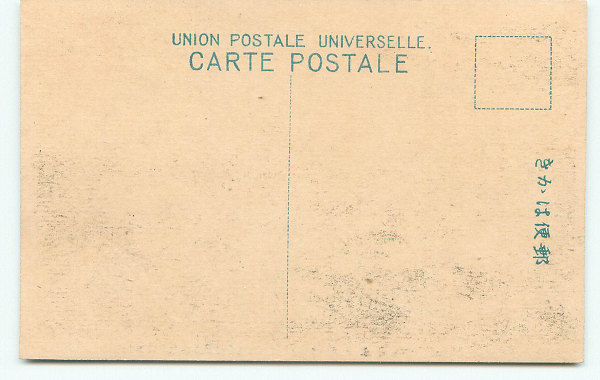 UNION POSTALE UNIVERSELLE.
CARTE POSTALE
郵便はかき